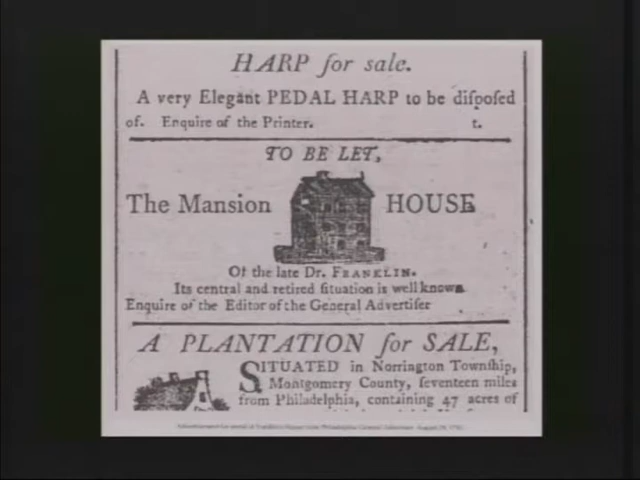 HARP for sale.
A very Elegant PEDAL HARP to be difpofed
of. Enquire of the Printer. t.
TO BE LET,
The Manſion HOUSE
Of the late Dr. FRANKLIN.
Its central and retired ſituation is well known
Enquire of the Editor of the General Advertiſer
A PLANTATION for SALE,
SITUATED in Norrington Townſhip,
Montgomery County, ſeventeen miles
from Philadelphia, containing 47 acres of